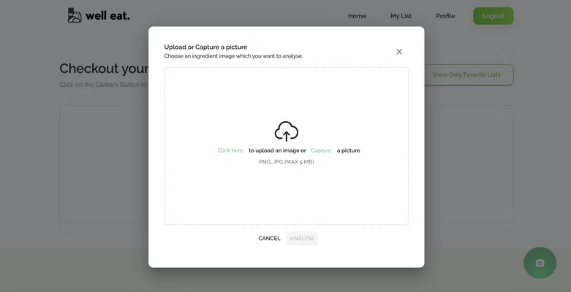 well eat.
Home
My List
Profile
Logout
Upload or Capture a picture
Choose an ingredient image which you want to analyse.
Checkout your
Show Only Favorite Lists
Click on the Camera Button to
Click here to upload an image or Capture a picture
PNG, JPG (MAX 5 MB)
CANCEL
ANALYSE